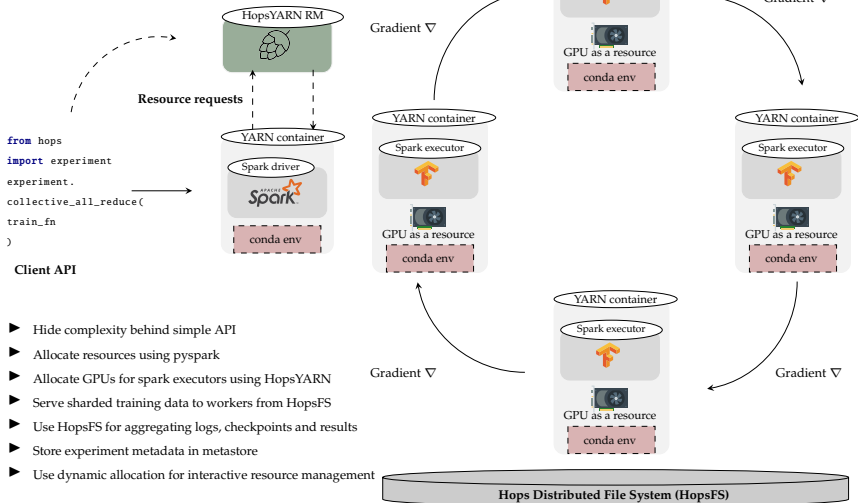 HopsYARN RM
Gradient ∇
Gradient ∇
GPU as a resource
conda env
Resource requests
YARN container
Spark driver
APACHE
Spark
conda env
from hops
import experiment
experiment.
collective_all_reduce(
train_fn
)
Client API
YARN container
Spark executor
GPU as a resource
conda env
YARN container
Spark executor
GPU as a resource
conda env
YARN container
Spark executor
GPU as a resource
conda env
Gradient ∇
Gradient ∇
► Hide complexity behind simple API
► Allocate resources using pyspark
► Allocate GPUs for spark executors using HopsYARN
► Serve sharded training data to workers from HopsFS
► Use HopsFS for aggregating logs, checkpoints and results
► Store experiment metadata in metastore
► Use dynamic allocation for interactive resource management
Hops Distributed File System (HopsFS)